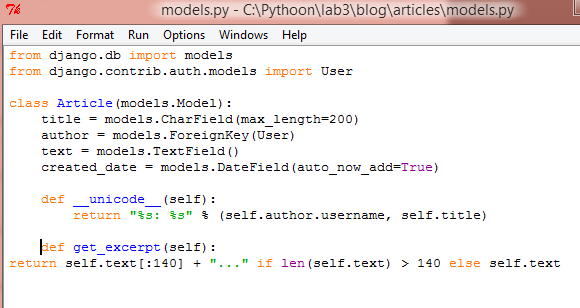 models.py - C:\Pythoon\lab3\blog\articles\models.py
File Edit Format Run Options Windows Help
from django.db import models
from django.contrib.auth.models import User
class Article(models.Model):
    title = models.CharField(max_length=200)
    author = models.ForeignKey(User)
    text = models.TextField()
    created_date = models.DateField(auto_now_add=True)
    def __unicode__(self):
        return "%s: %s" % (self.author.username, self.title)
    def get_excerpt(self):
return self.text[:140] + "..." if len(self.text) > 140 else self.text